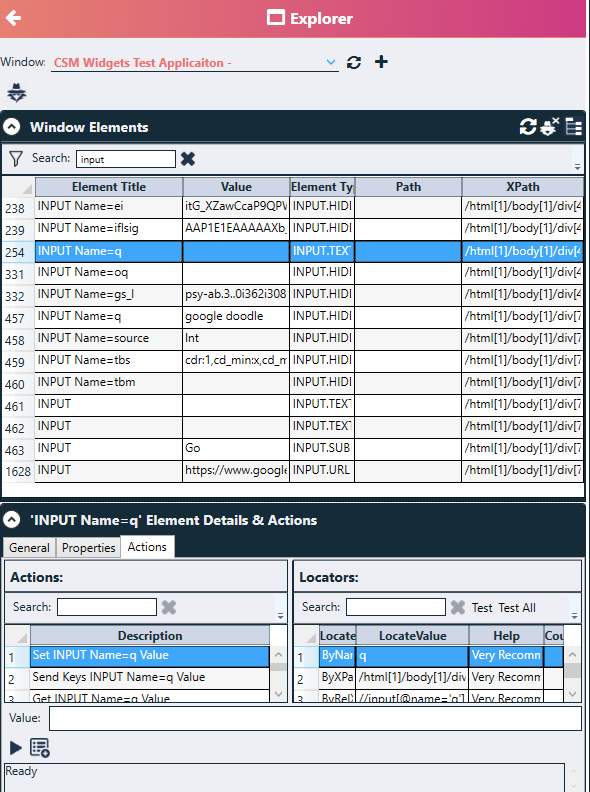 Explorer
Window: CSM Widgets Test Applicaiton -
Window Elements
Search: input
Element Title Value Element Ty Path XPath
238 INPUT Name=ei itG_XZawCcaP9QPV INPUT.HIDI /html[1]/body[1]/div[4
239 INPUT Name=iflsig AAP1E1EAAAAAXb_ INPUT.HIDI /html[1]/body[1]/div[4
254 INPUT Name=q INPUT.TEXT /html[1]/body[1]/div[4
331 INPUT Name=oq INPUT.HIDI /html[1]/body[1]/div[4
332 INPUT Name=gs_l psy-ab.3..0i362i308 INPUT.HIDI /html[1]/body[1]/div[4
457 INPUT Name=q google doodle INPUT.HIDI /html[1]/body[1]/div[7
458 INPUT Name=source Int INPUT.HIDI /html[1]/body[1]/div[7
459 INPUT Name=tbs cdr:1,cd_min:x,cd_m INPUT.HIDI /html[1]/body[1]/div[7
460 INPUT Name=tbm INPUT.HIDI /html[1]/body[1]/div[7
461 INPUT INPUT.TEXT /html[1]/body[1]/div[7
462 INPUT INPUT.TEXT /html[1]/body[1]/div[7
463 INPUT Go INPUT.SUB /html[1]/body[1]/div[7
1628 INPUT https://www.google INPUT.URL /html[1]/body[1]/div[7
'INPUT Name=q' Element Details & Actions
General Properties Actions
Actions: Locators:
Search: Search: Test Test All
Description Locate LocateValue Help Cou
1 Set INPUT Name=q Value 1 ByNar q Very Recomn
2 Send Keys INPUT Name=q Value 2 ByXPa /html[1]/body[1]/div Very Recomn
Get INPUT Name=q Value 3 ByRelX //input[@name='q'] Very Recomn
Value:
Ready